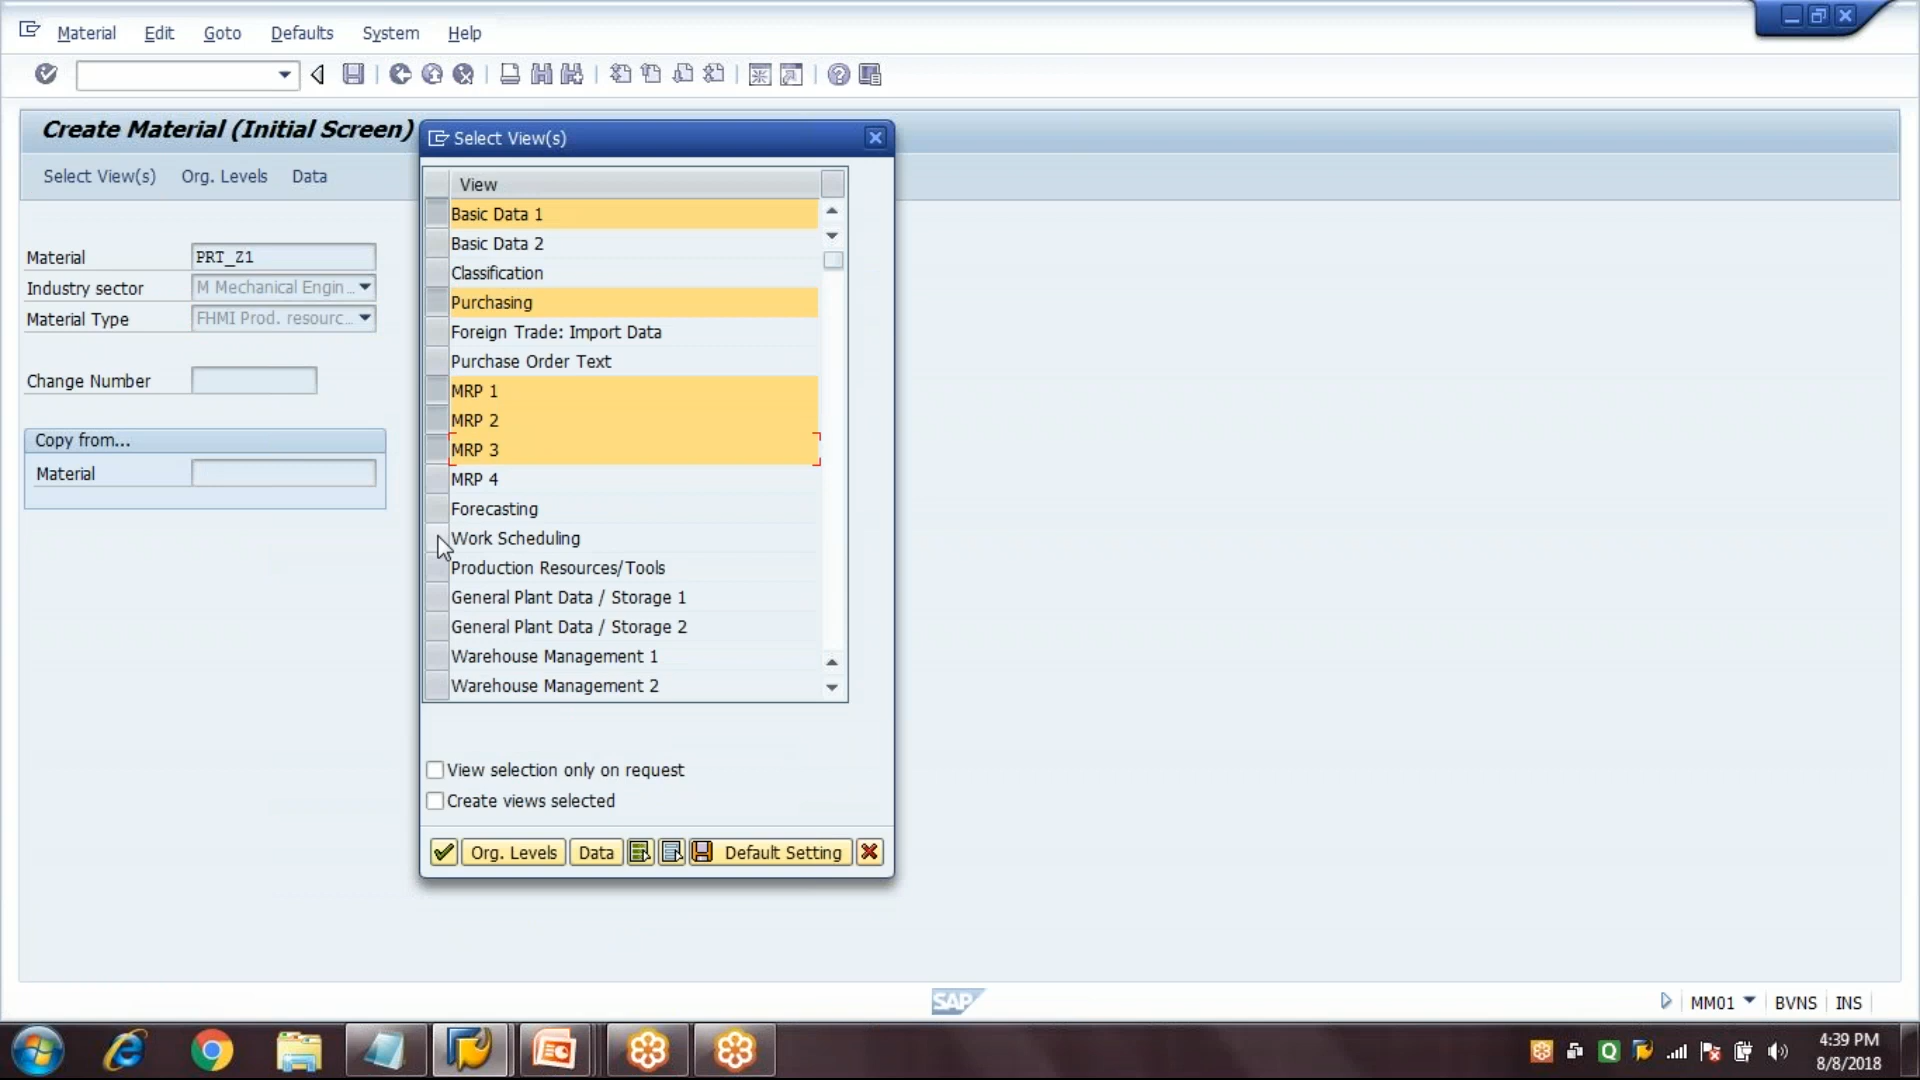 Material Edit Goto Defaults System Help
Create Material (Initial Screen)
Select View(s) Org. Levels Data
Material PRT_Z1
Industry sector M Mechanical Engin...
Material Type FHMI Prod. resourc...
Change Number
Copy from...
Material
Select View(s)
View
Basic Data 1
Basic Data 2
Classification
Purchasing
Foreign Trade: Import Data
Purchase Order Text
MRP 1
MRP 2
MRP 3
MRP 4
Forecasting
Work Scheduling
Production Resources/Tools
General Plant Data / Storage 1
General Plant Data / Storage 2
Warehouse Management 1
Warehouse Management 2
View selection only on request
Create views selected
Org. Levels Data Default Setting
SAP
MM01 BVNS INS
4:39 PM
8/8/2018